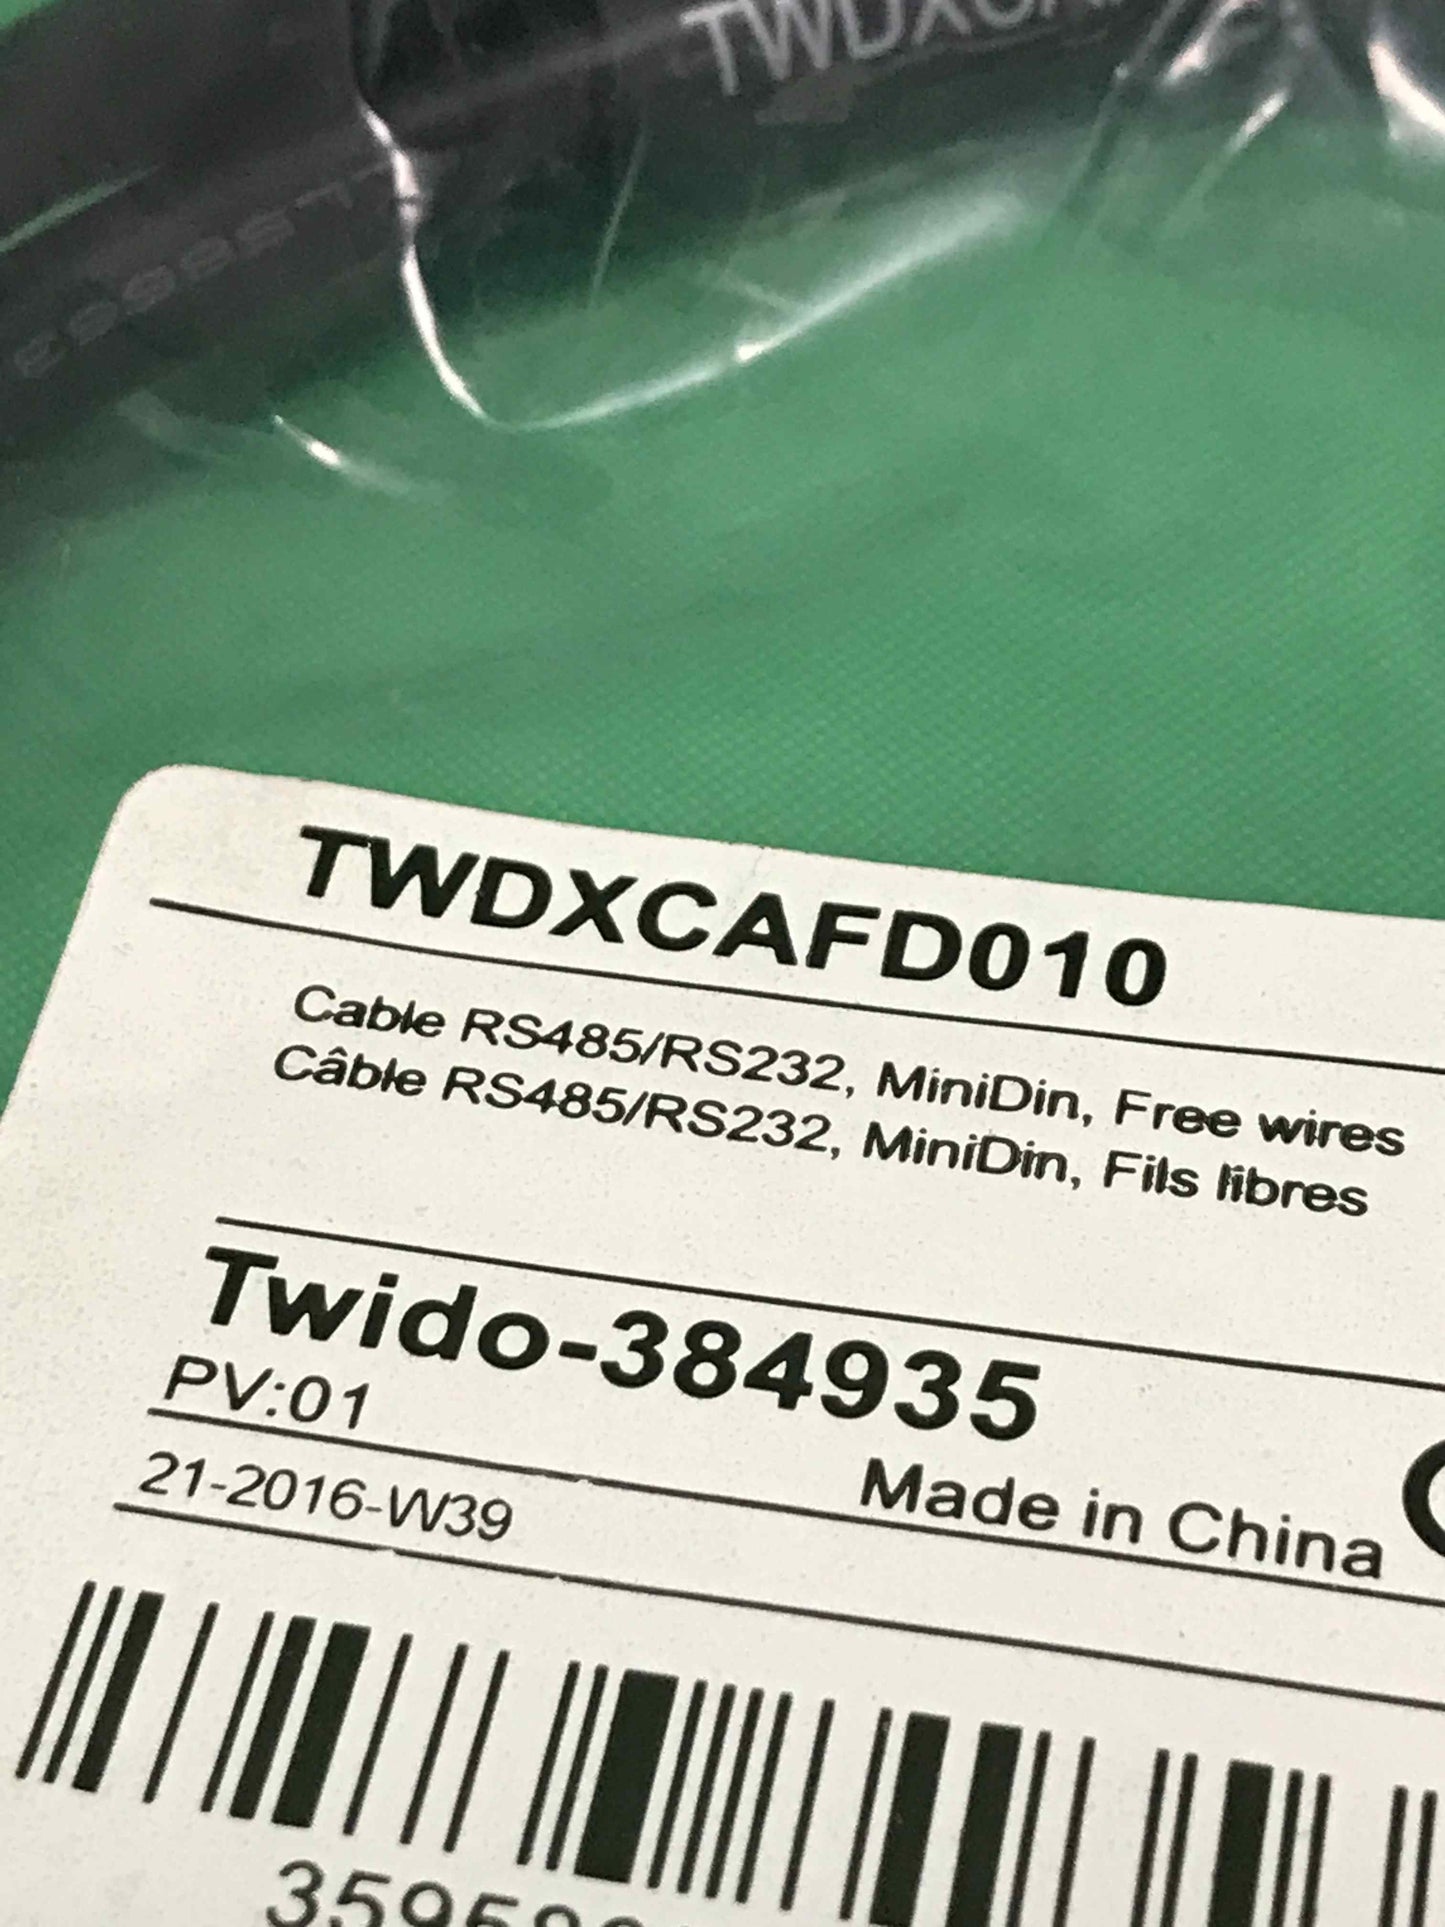 TWDXCA
TWDXCAFD010
Cable RS485/RS232, MiniDin, Free wires
Câble RS485/RS232, MiniDin, Fils libres
Twido-384935
PV:01
Made in China
21-2016-W39